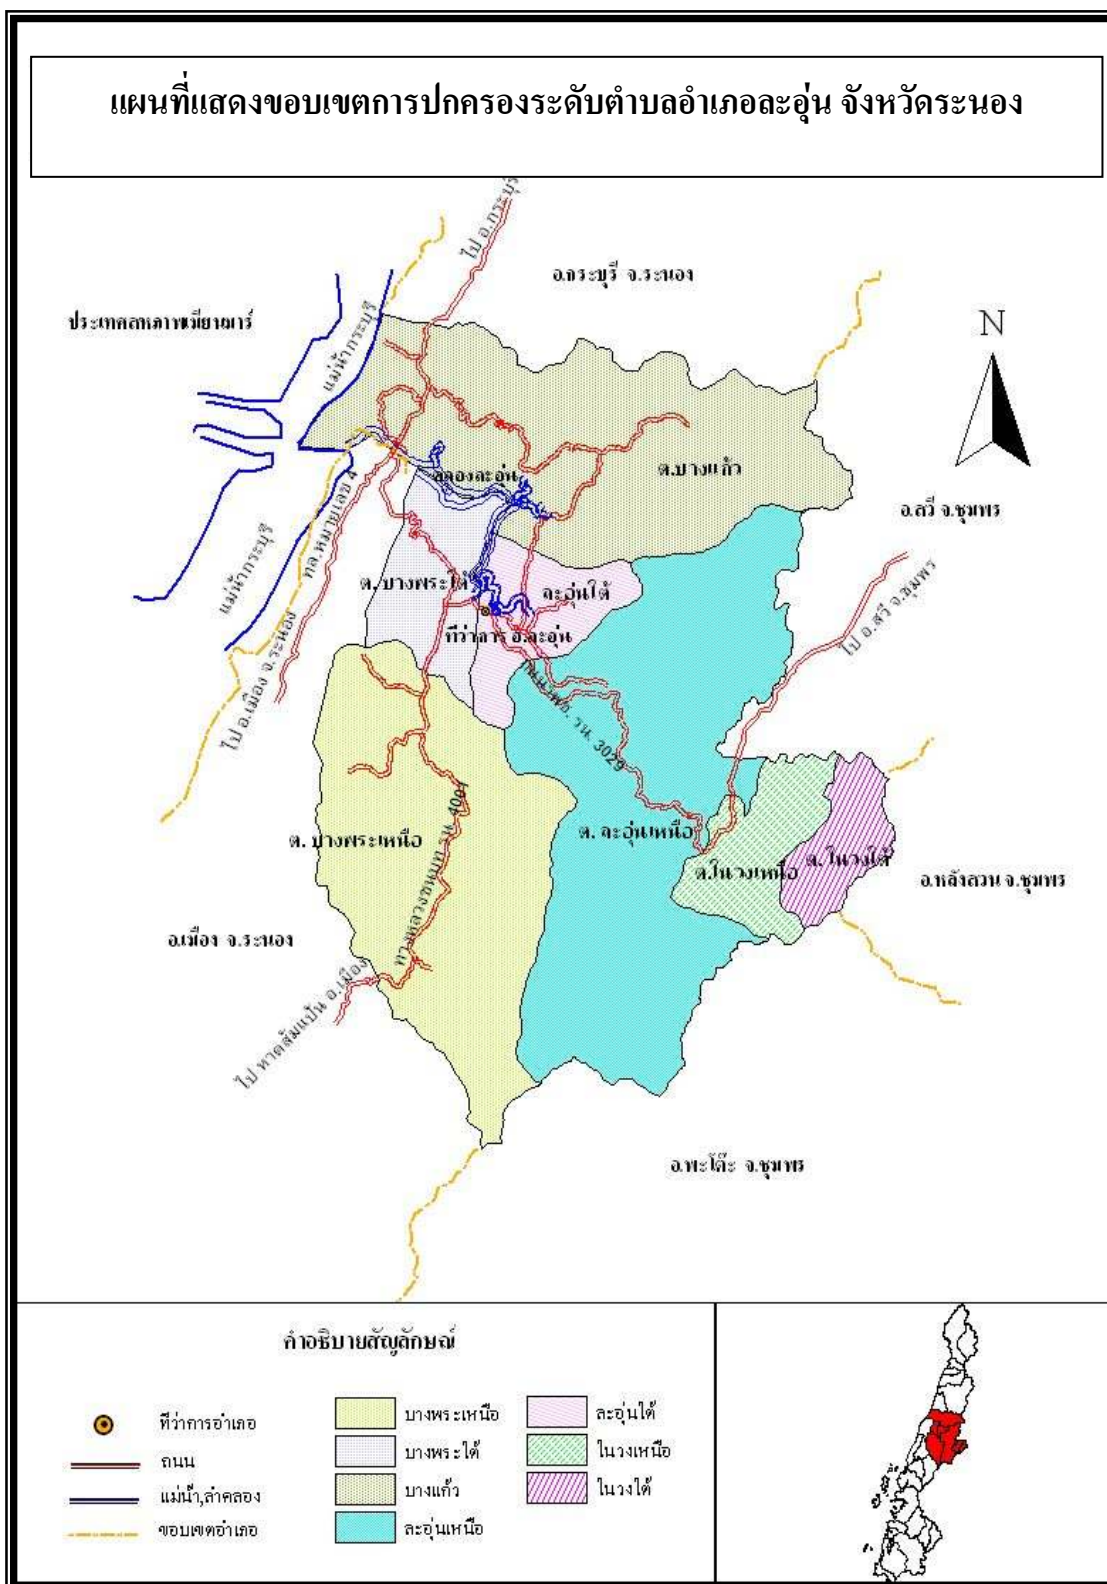 แผนที่แสดงขอบเขตการปกครองระดับตำบลอำเภอละอุ่น จังหวัดระนอง
ไป อ.กระบุรี
อ.กระบุรี จ.ระนอง
ประเทศสหภาพเมียนมาร์
แม่น้ำกระบุรี
N
คลองละอุ่น
ต.บางแก้ว
ทล.หมายเลข 4
อ.สวี จ.ชุมพร
แม่น้ำกระบุรี
ต. บางพระใต้
ละอุ่นใต้
ที่ว่าการ อ.ละอุ่น
ไป อ.สวี จ.ชุมพร
ไป อ.เมือง จ.ระนอง
ถนน พช. รน. 3029
ต. บางพระเหนือ
ทางหลวงชนบท รน. 4001
ต. ละอุ่นเหนือ
ต.ในวงเหนือ
ต. ในวงใต้
อ.หลังสวน จ.ชุมพร
อ.เมือง จ.ระนอง
ไป หาดส้มแป้น อ.เมือง
อ.พะโต๊ะ จ.ชุมพร
คำอธิบายสัญลักษณ์
ที่ว่าการอำเภอ
ถนน
แม่น้ำ,ลำคลอง
ขอบเขตอำเภอ
บางพระเหนือ
บางพระใต้
บางแก้ว
ละอุ่นเหนือ
ละอุ่นใต้
ในวงเหนือ
ในวงใต้